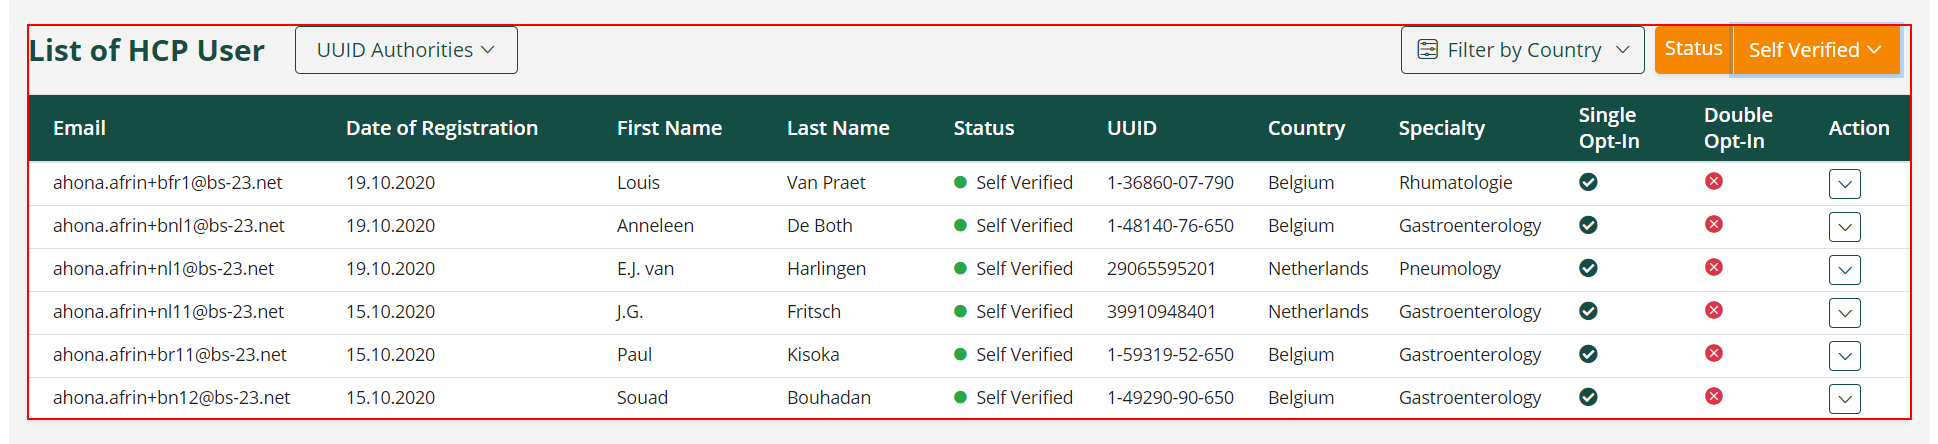 List of HCP User UUID Authorities Filter by Country Status Self Verified
Email Date of Registration First Name Last Name Status UUID Country Specialty Single Opt-In Double Opt-In Action
ahona.afrin+bfr1@bs-23.net 19.10.2020 Louis Van Praet Self Verified 1-36860-07-790 Belgium Rhumatologie
ahona.afrin+bnl1@bs-23.net 19.10.2020 Anneleen De Both Self Verified 1-48140-76-650 Belgium Gastroenterology
ahona.afrin+nl1@bs-23.net 19.10.2020 E.J. van Harlingen Self Verified 29065595201 Netherlands Pneumology
ahona.afrin+nl11@bs-23.net 15.10.2020 J.G. Fritsch Self Verified 39910948401 Netherlands Gastroenterology
ahona.afrin+br11@bs-23.net 15.10.2020 Paul Kisoka Self Verified 1-59319-52-650 Belgium Gastroenterology
ahona.afrin+bn12@bs-23.net 15.10.2020 Souad Bouhadan Self Verified 1-49290-90-650 Belgium Gastroenterology